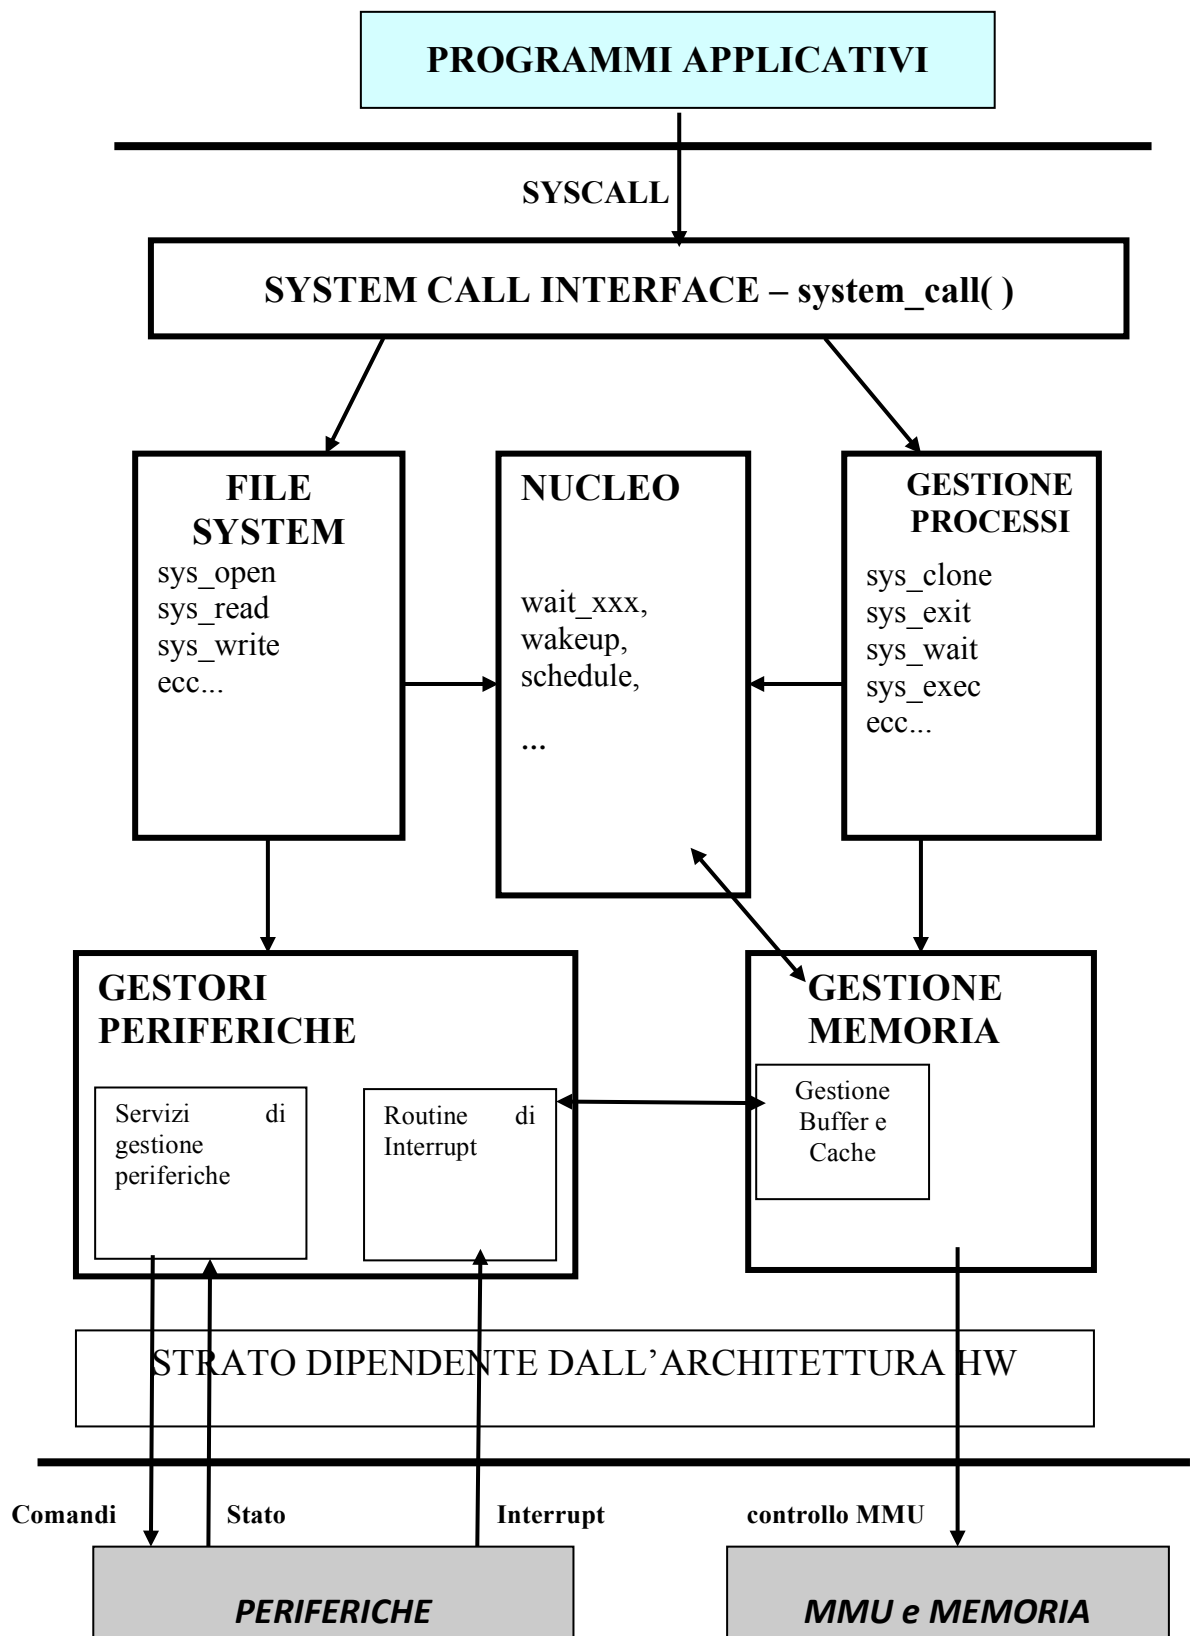 PROGRAMMI APPLICATIVI
SYSCALL
SYSTEM CALL INTERFACE – system_call( )
FILE
SYSTEM
sys_open
sys_read
sys_write
ecc...
NUCLEO
wait_xxx,
wakeup,
schedule,
...
GESTIONE
PROCESSI
sys_clone
sys_exit
sys_wait
sys_exec
ecc...
GESTORI
PERIFERICHE
Servizi di
gestione
periferiche
Routine di
Interrupt
GESTIONE
MEMORIA
Gestione
Buffer e
Cache
STRATO DIPENDENTE DALL’ARCHITETTURA HW
Comandi
Stato
Interrupt
controllo MMU
PERIFERICHE
MMU e MEMORIA